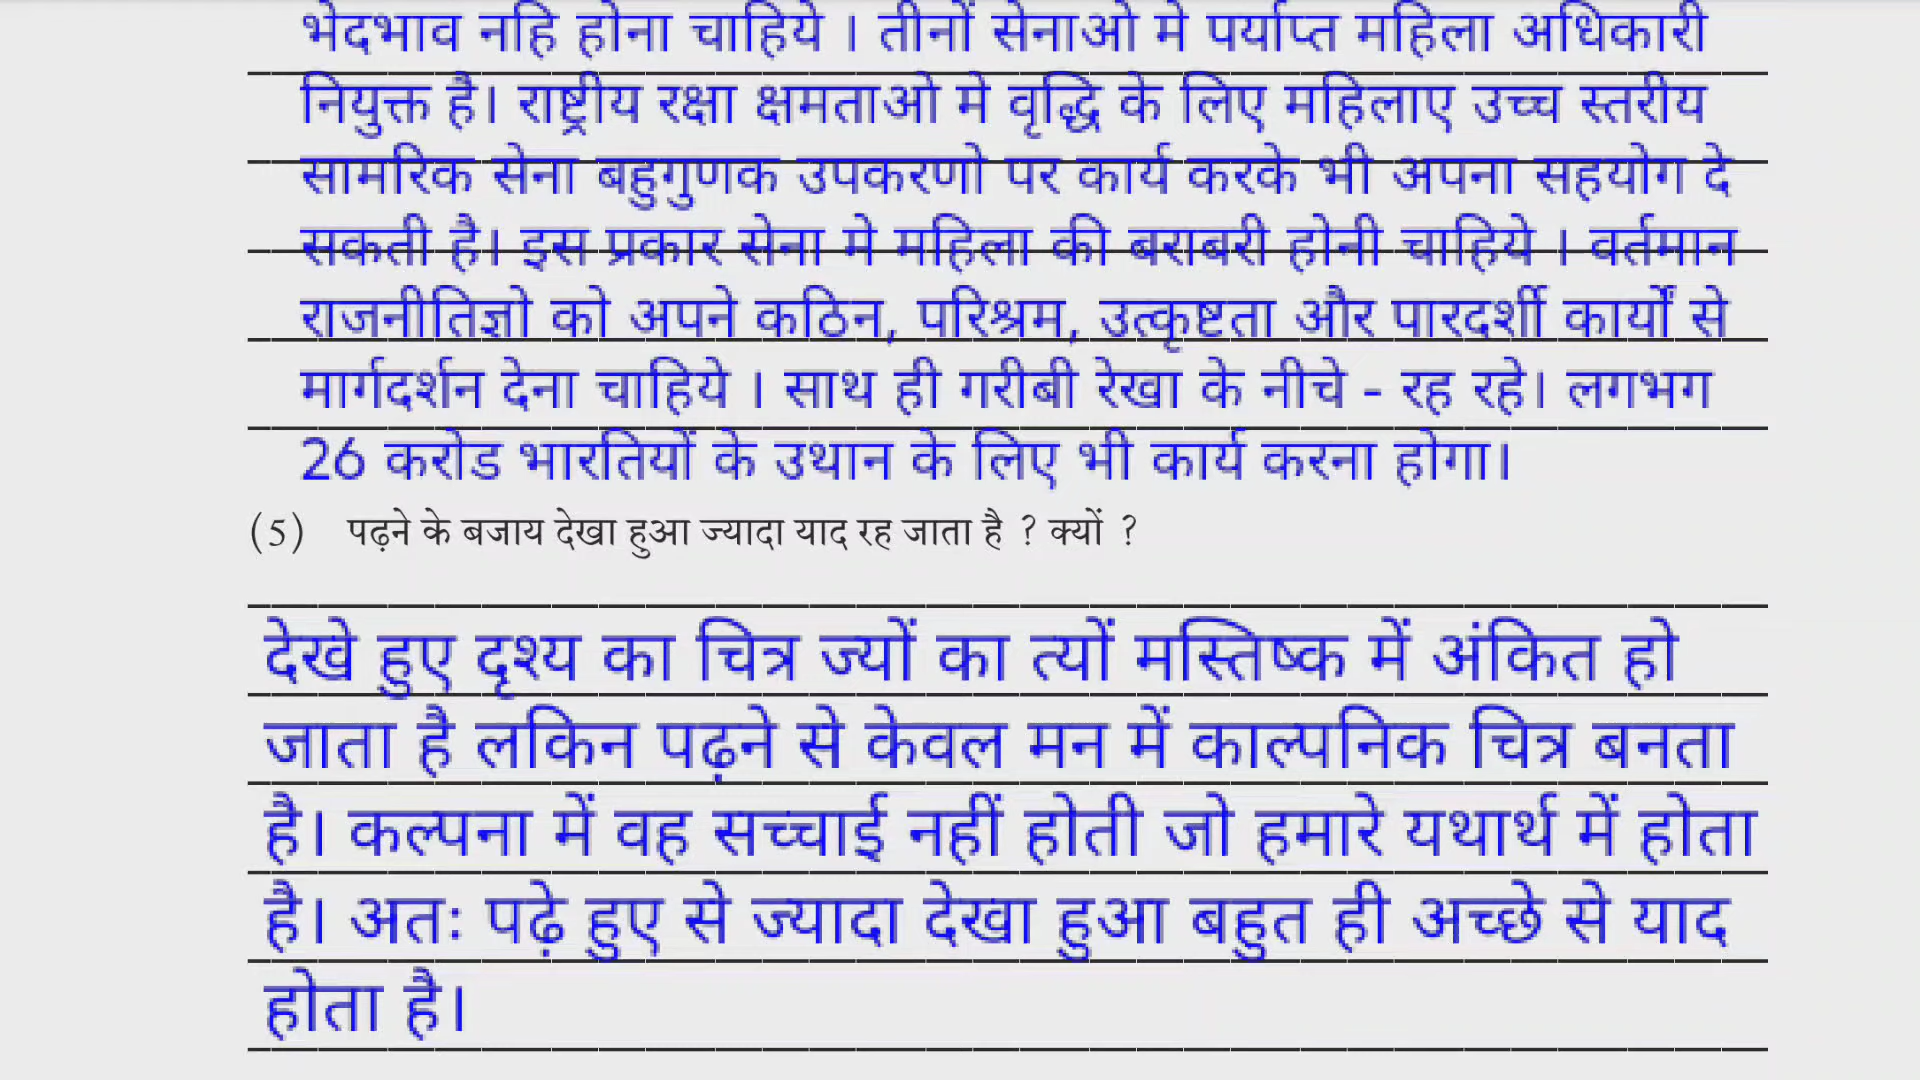 भेदभाव नहि होना चाहिये । तीनों सेनाओ मे पर्याप्त महिला अधिकारी
नियुक्त है। राष्ट्रीय रक्षा क्षमताओ मे वृद्धि के लिए महिलाए उच्च स्तरीय
सामरिक सेना बहुगुणक उपकरणो पर कार्य करके भी अपना सहयोग दे
सकती है। इस प्रकार सेना मे महिला की बराबरी होनी चाहिये । वर्तमान
राजनीतिज्ञो को अपने कठिन, परिश्रम, उत्कृष्टता और पारदर्शी कार्यों से
मार्गदर्शन देना चाहिये । साथ ही गरीबी रेखा के नीचे - रह रहे। लगभग
26 करोड भारतियों के उथान के लिए भी कार्य करना होगा।
(5) पढ़ने के बजाय देखा हुआ ज्यादा याद रह जाता है ? क्यों ?
देखे हुए दृश्य का चित्र ज्यों का त्यों मस्तिष्क में अंकित हो
जाता है लकिन पढ़ने से केवल मन में काल्पनिक चित्र बनता
है। कल्पना में वह सच्चाई नहीं होती जो हमारे यथार्थ में होता
है। अतः पढ़े हुए से ज्यादा देखा हुआ बहुत ही अच्छे से याद
होता है।